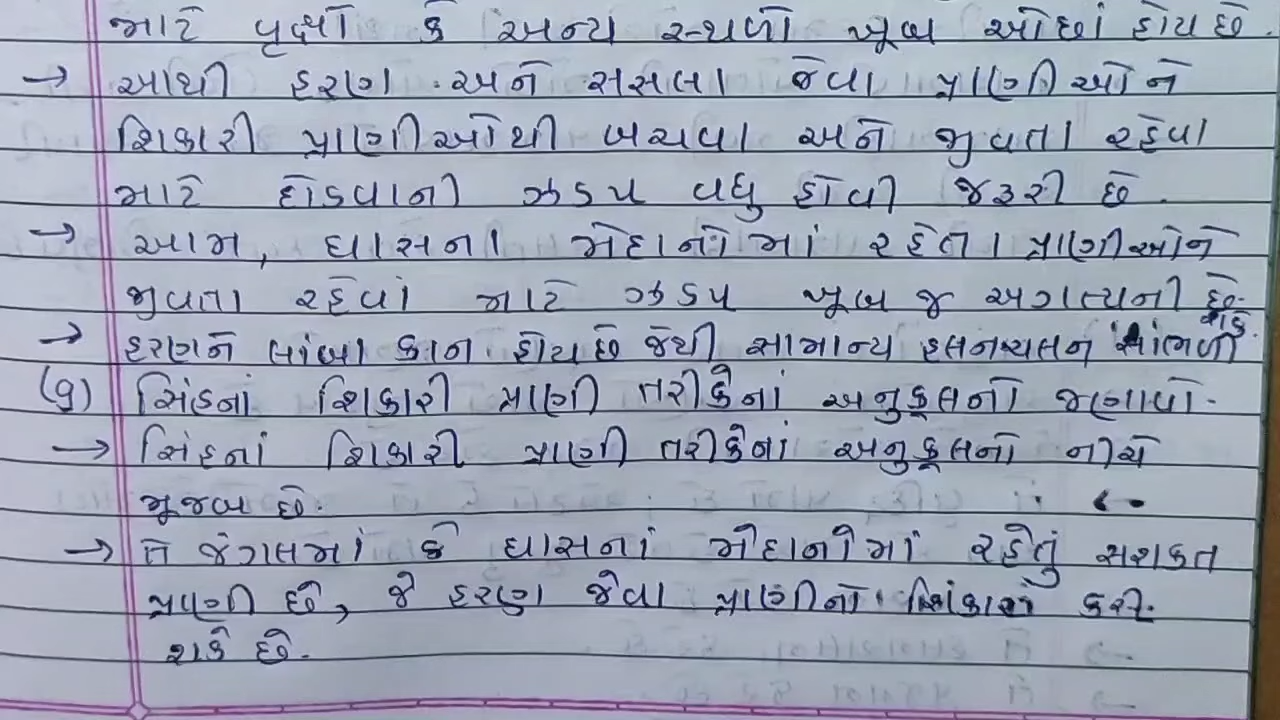 માટે વૃક્ષો કે અન્ય સ્થળો ખૂબ ઓછાં હોય છે.
→ આથી હરણ અને સસલા જેવા પ્રાણીઓને
શિકારી પ્રાણીઓથી બચવા અને જીવતા રહેવા
માટે દોડવાની ઝડપ વધુ હોવી જરૂરી છે.
→ આમ, ઘાસના મેદાનોમાં રહેતા પ્રાણીઓને
જીવતા રહેવાં માટે ઝડપ ખૂબ જ અગત્યની છે.
→ હરણને લાંબા કાન હોય છે જેથી સામાન્ય હલનચલન સાંભળી શકે.
(9) સિંહનાં શિકારી પ્રાણી તરીકેનાં અનુકૂલનો જણાવો.
→ સિંહનાં શિકારી પ્રાણી તરીકેનાં અનુકૂલનો નીચે
મૂજબ છે.
→ તે જંગલમાં કે ઘાસનાં મેદાનોમાં રહેતું સશક્ત
પ્રાણી છે, જે હરણ જેવા પ્રાણીનો શિકાર કરી
શકે છે.